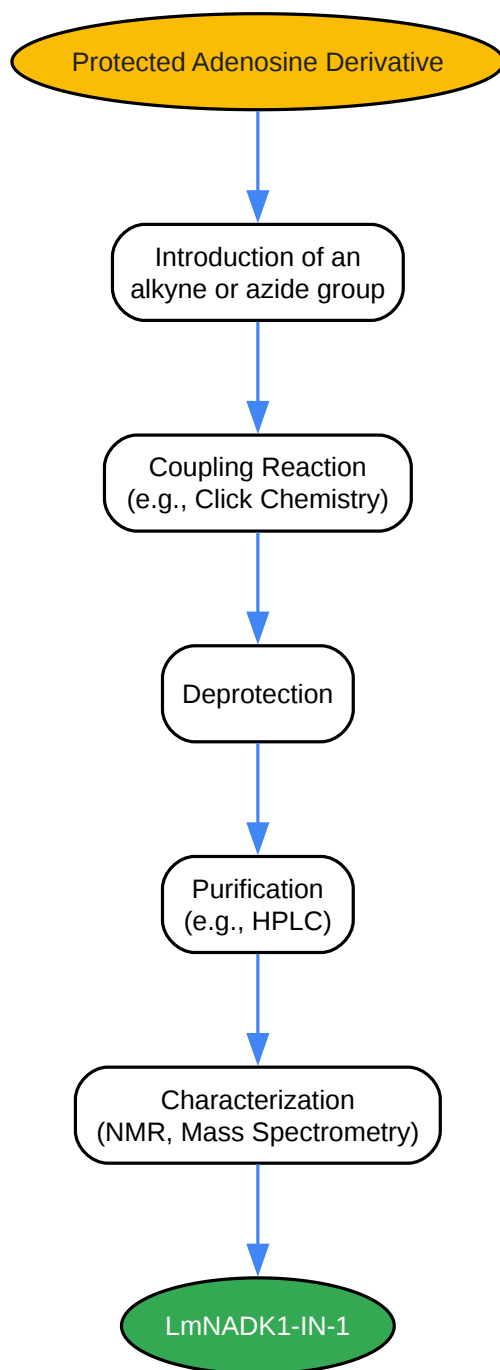 Protected Adenosine Derivative
Introduction of an
alkyne or azide group
Coupling Reaction
(e.g., Click Chemistry)
Deprotection
Purification
(e.g., HPLC)
Characterization
(NMR, Mass Spectrometry)
LmNADK1-IN-1